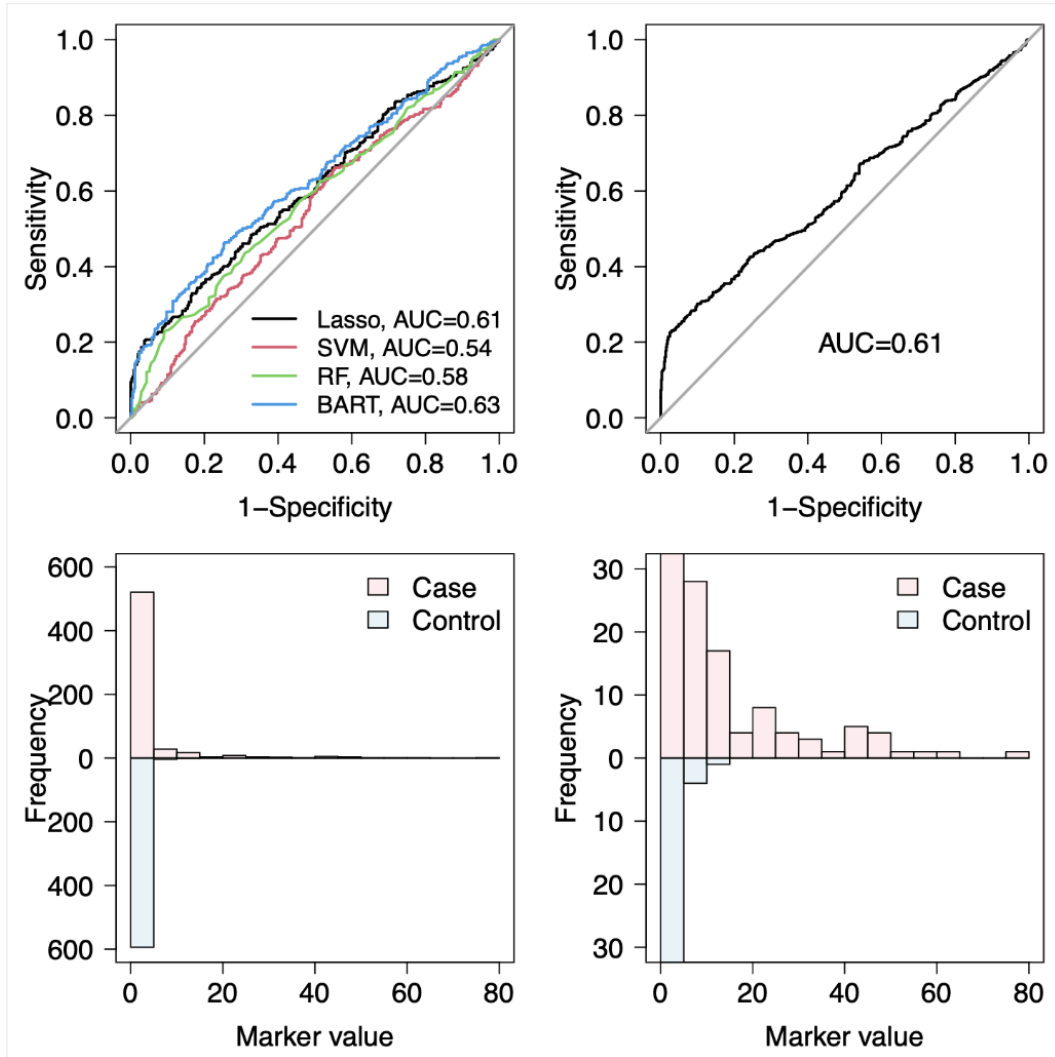 Sensitivity
1.0
0.8
0.6
0.4
0.2
0.0
Lasso, AUC=0.61
SVM, AUC=0.54
RF, AUC=0.58
BART, AUC=0.63
0.0 0.2 0.4 0.6 0.8 1.0
1−Specificity
Sensitivity
1.0
0.8
0.6
0.4
0.2
0.0
AUC=0.61
0.0 0.2 0.4 0.6 0.8 1.0
1−Specificity
Frequency
600
400
200
0
200
400
600
Case
Control
0 20 40 60 80
Marker value
Frequency
30
20
10
0
10
20
30
Case
Control
0 20 40 60 80
Marker value